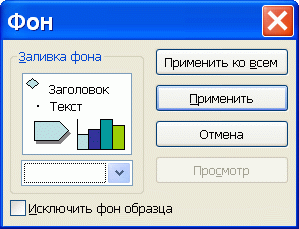 Фон
Заливка фона
Заголовок
• Текст
Применить ко всем
Применить
Отмена
Просмотр
Исключить фон образца